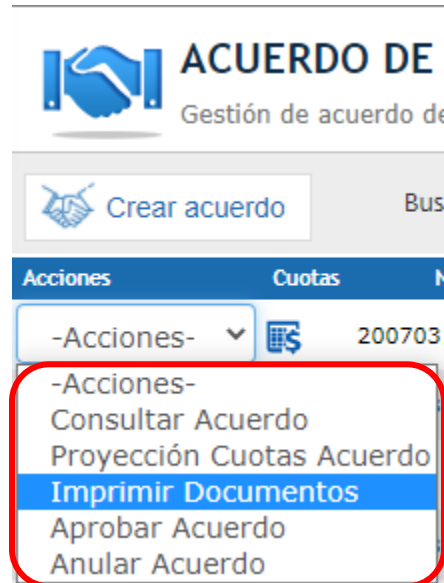 ACUERDO DE
Gestión de acuerdo de
Crear acuerdo
Acciones Cuotas
-Acciones- 200703
-Acciones-
Consultar Acuerdo
Proyección Cuotas Acuerdo
Imprimir Documentos
Aprobar Acuerdo
Anular Acuerdo